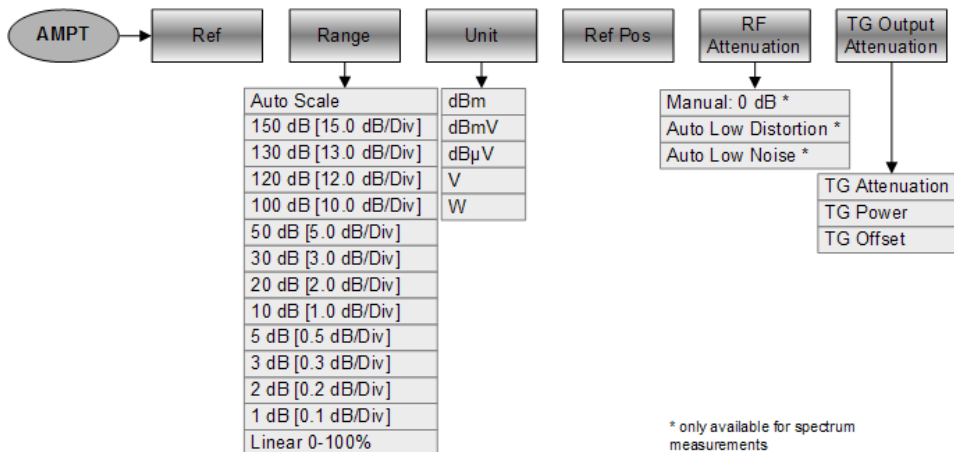 AMPT
Ref
Range
Unit
Ref Pos
RF
Attenuation
TG Output
Attenuation
Auto Scale
150 dB [15.0 dB/Div]
130 dB [13.0 dB/Div]
120 dB [12.0 dB/Div]
100 dB [10.0 dB/Div]
50 dB [5.0 dB/Div]
30 dB [3.0 dB/Div]
20 dB [2.0 dB/Div]
10 dB [1.0 dB/Div]
5 dB [0.5 dB/Div]
3 dB [0.3 dB/Div]
2 dB [0.2 dB/Div]
1 dB [0.1 dB/Div]
Linear 0-100%
dBm
dBmV
dBµV
V
W
Manual: 0 dB *
Auto Low Distortion *
Auto Low Noise *
TG Attenuation
TG Power
TG Offset
* only available for spectrum
measurements